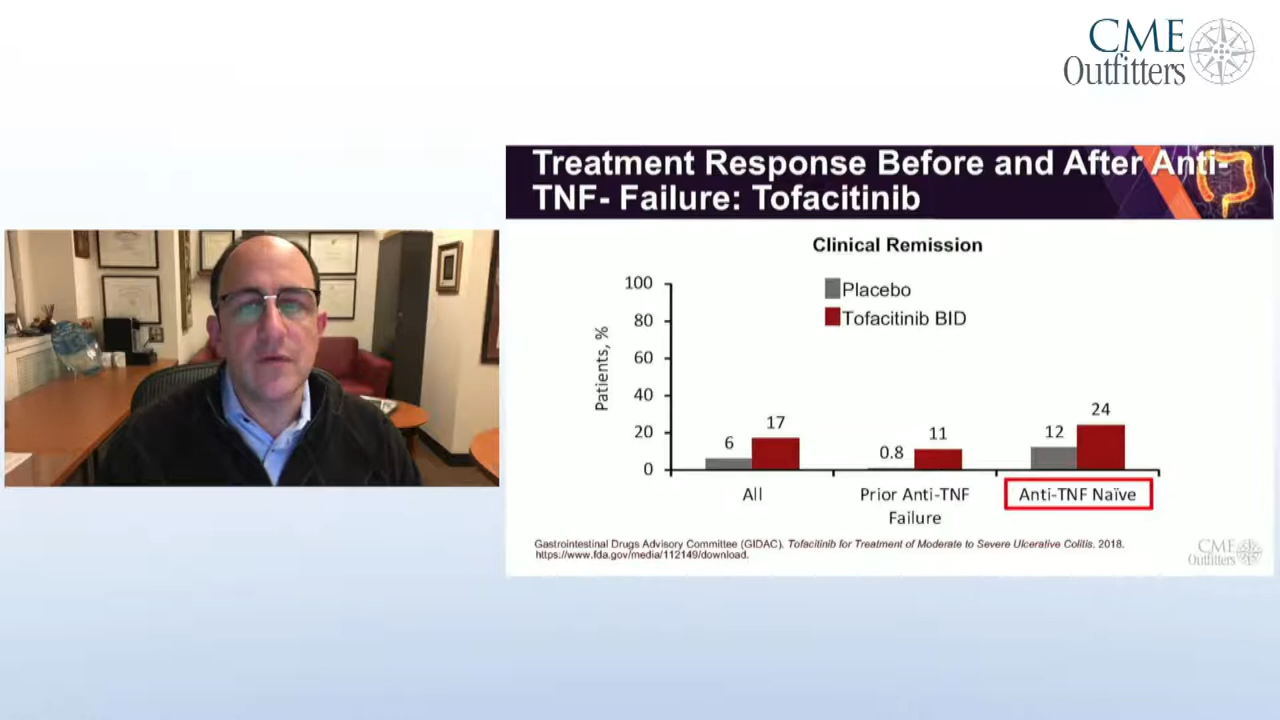 CME
Outfitters
Treatment Response Before and After Anti-
TNF- Failure: Tofacitinib
Clinical Remission
Placebo
Tofacitinib BID
Patients, %
100
80
60
40
20
0
6
17
0.8
11
12
24
All
Prior Anti-TNF
Failure
Anti-TNF Naïve
Gastrointestinal Drugs Advisory Committee (GIDAC). Tofacitinib for Treatment of Moderate to Severe Ulcerative Colitis. 2018.
https://www.fda.gov/media/112149/download.
CME
Outfitters